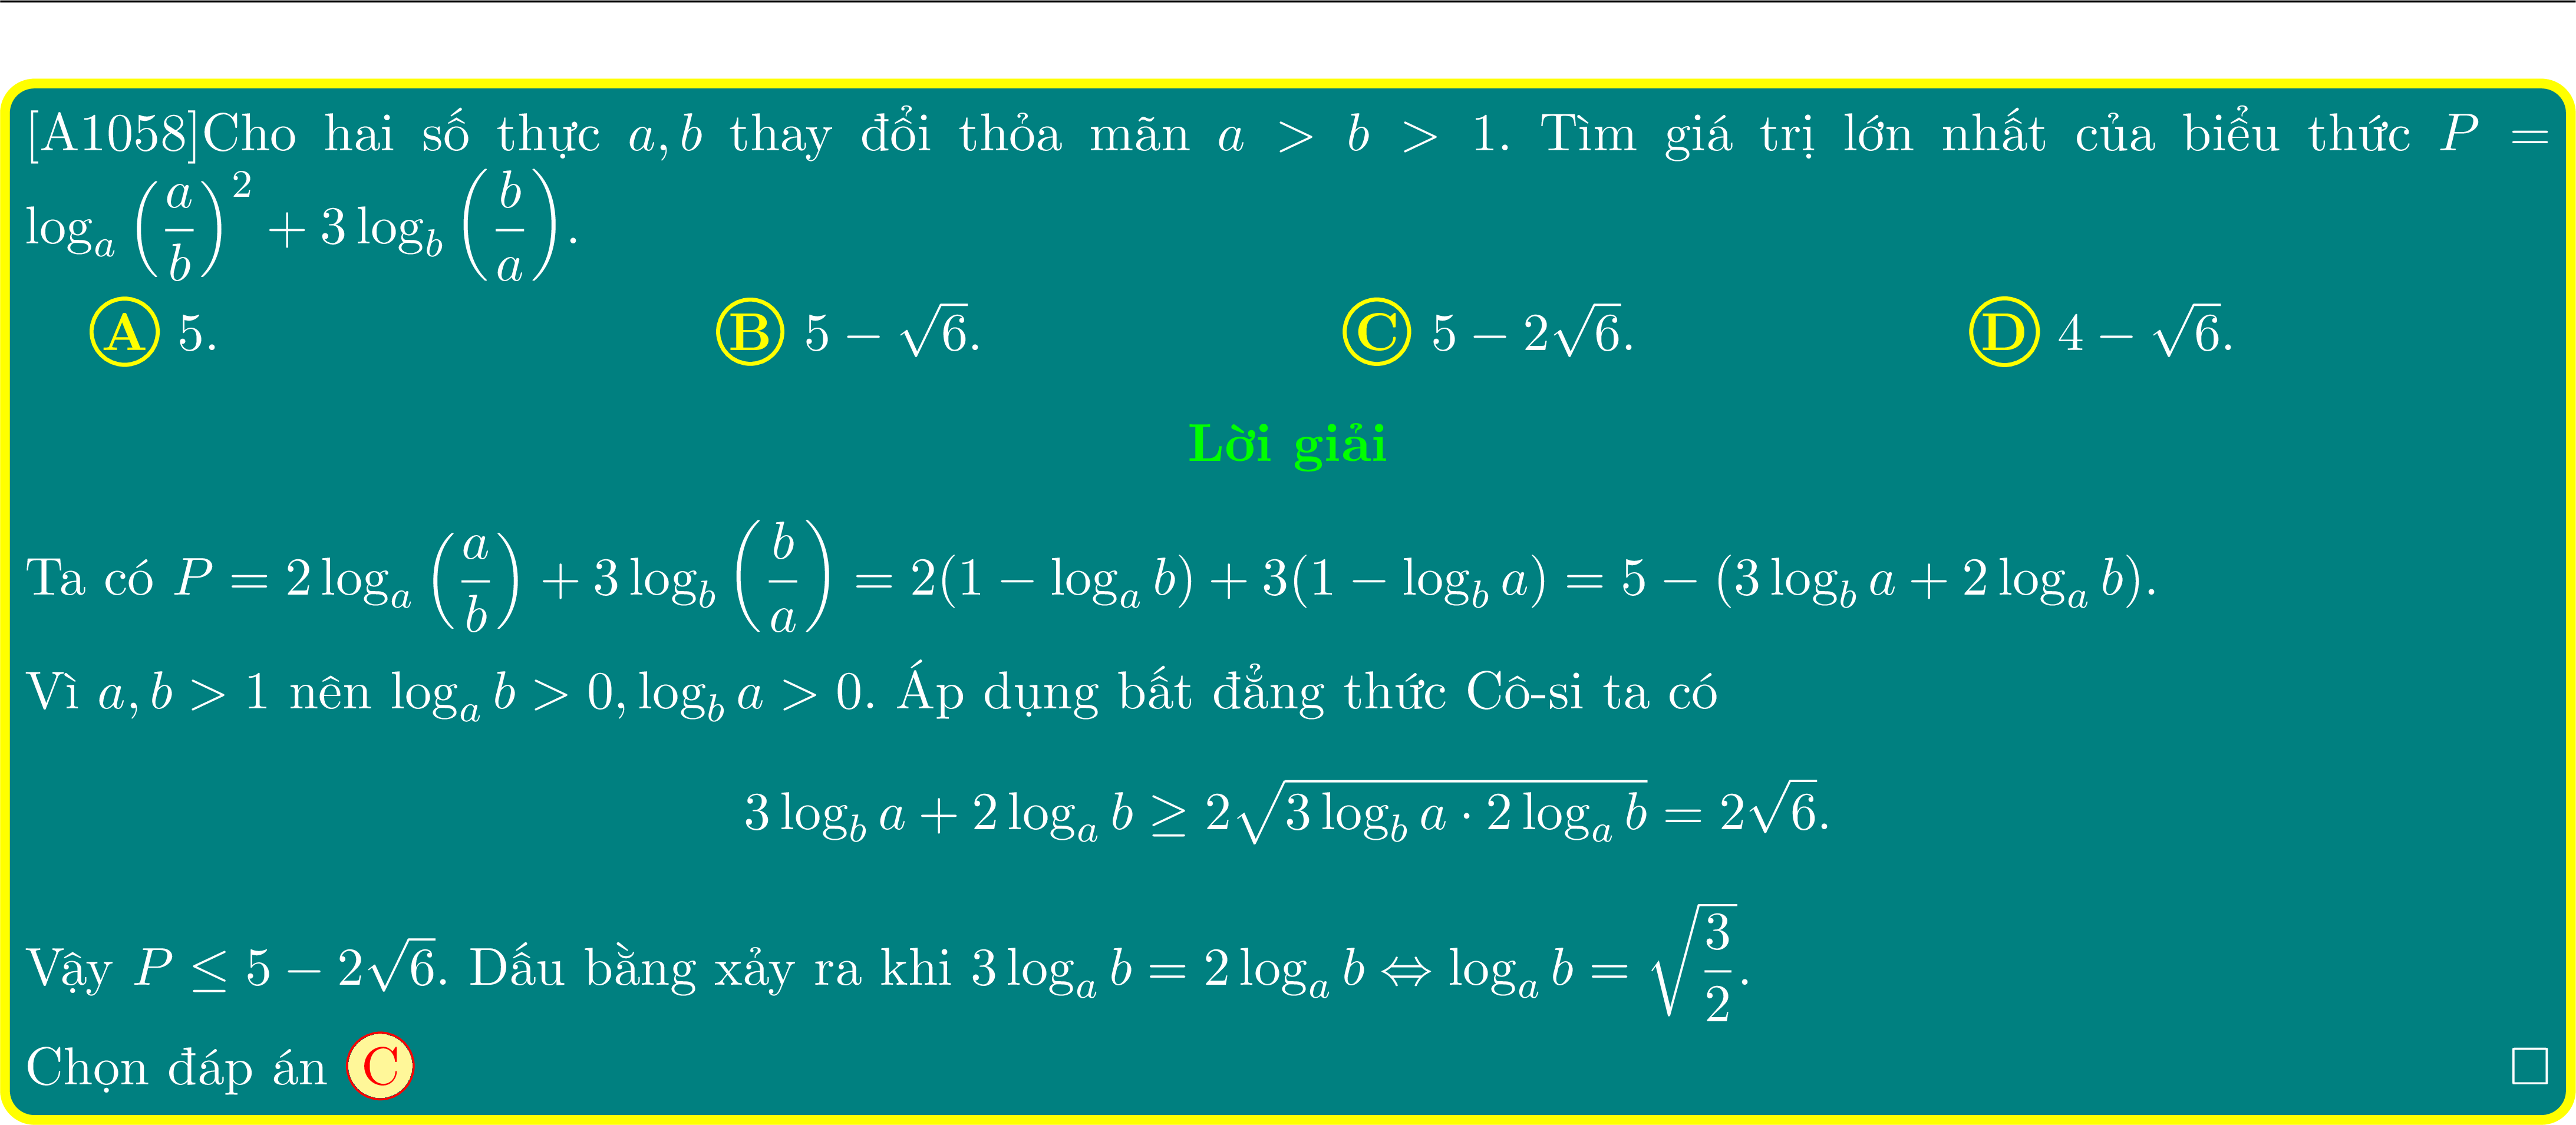 [A1058]Cho hai số thực a, b thay đổi thỏa mãn a > b > 1. Tìm giá trị lớn nhất của biểu thức P =
log_a (a/b)^2 + 3 log_b (b/a).
A 5. B 5 − 2√6. C 5 − 2√6. D 4 − √6.
Lời giải
Ta có P = 2 log_a (a/b) + 3 log_b (b/a) = 2(1 − log_a b) + 3(1 − log_b a) = 5 − (3 log_b a + 2 log_a b).
Vì a, b > 1 nên log_a b > 0, log_b a > 0. Áp dụng bất đẳng thức Cô-si ta có
3 log_b a + 2 log_a b ≥ 2√(3 log_b a · 2 log_a b) = 2√6.
Vậy P ≤ 5 − 2√6. Dấu bằng xảy ra khi 3 log_a b = 2 log_a b ⇔ log_a b = √(3/2).
Chọn đáp án C □